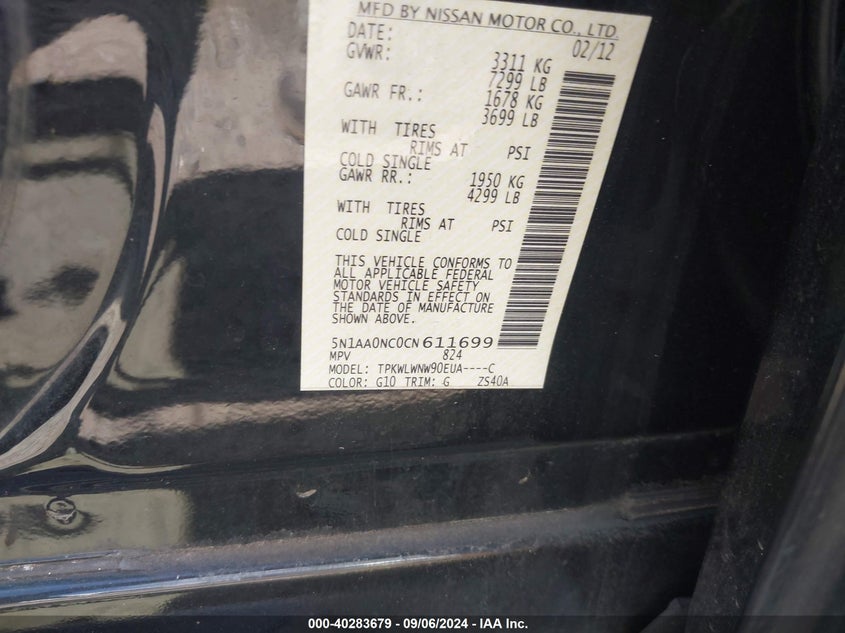 MFD BY NISSAN MOTOR CO., LTD.
DATE: 02/12
GVWR: 3311 KG
7299 LB
GAWR FR.: 1678 KG
3699 LB
WITH TIRES
RIMS AT PSI
COLD SINGLE
GAWR RR.: 1950 KG
4299 LB
WITH TIRES
RIMS AT PSI
COLD SINGLE
THIS VEHICLE CONFORMS TO
ALL APPLICABLE FEDERAL
MOTOR VEHICLE SAFETY
STANDARDS IN EFFECT ON
THE DATE OF MANUFACTURE
SHOWN ABOVE.
5N1AA0NC0CN611699
MPV 824
MODEL: TPKWLWNW90EUA----C
COLOR: G10 TRIM: G ZS40A
000-40283679 - 09/06/2024 - IAA Inc.